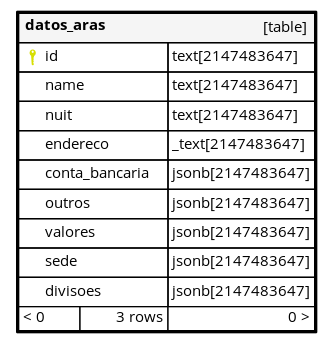 datos_aras [table]
id text[2147483647]
name text[2147483647]
nuit text[2147483647]
endereco _text[2147483647]
conta_bancaria jsonb[2147483647]
outros jsonb[2147483647]
valores jsonb[2147483647]
sede jsonb[2147483647]
divisoes jsonb[2147483647]
< 0 3 rows 0 >